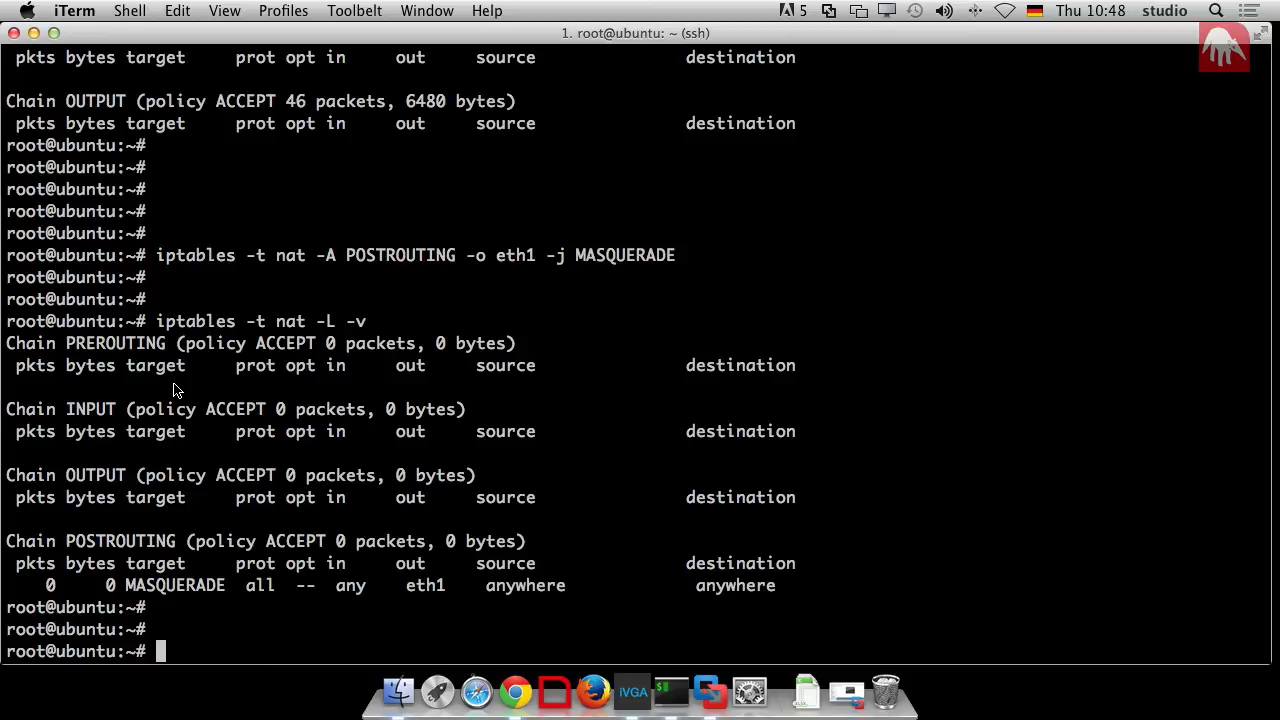 iTerm Shell Edit View Profiles Toolbelt Window Help 5 Thu 10:48 studio
1. root@ubuntu: ~ (ssh)
pkts bytes target prot opt in out source destination
Chain OUTPUT (policy ACCEPT 46 packets, 6480 bytes)
pkts bytes target prot opt in out source destination
root@ubuntu:~#
root@ubuntu:~#
root@ubuntu:~#
root@ubuntu:~#
root@ubuntu:~#
root@ubuntu:~# iptables -t nat -A POSTROUTING -o eth1 -j MASQUERADE
root@ubuntu:~#
root@ubuntu:~#
root@ubuntu:~# iptables -t nat -L -v
Chain PREROUTING (policy ACCEPT 0 packets, 0 bytes)
pkts bytes target prot opt in out source destination
Chain INPUT (policy ACCEPT 0 packets, 0 bytes)
pkts bytes target prot opt in out source destination
Chain OUTPUT (policy ACCEPT 0 packets, 0 bytes)
pkts bytes target prot opt in out source destination
Chain POSTROUTING (policy ACCEPT 0 packets, 0 bytes)
pkts bytes target prot opt in out source destination
0 0 MASQUERADE all -- any eth1 anywhere anywhere
root@ubuntu:~#
root@ubuntu:~#
root@ubuntu:~#
iVGA